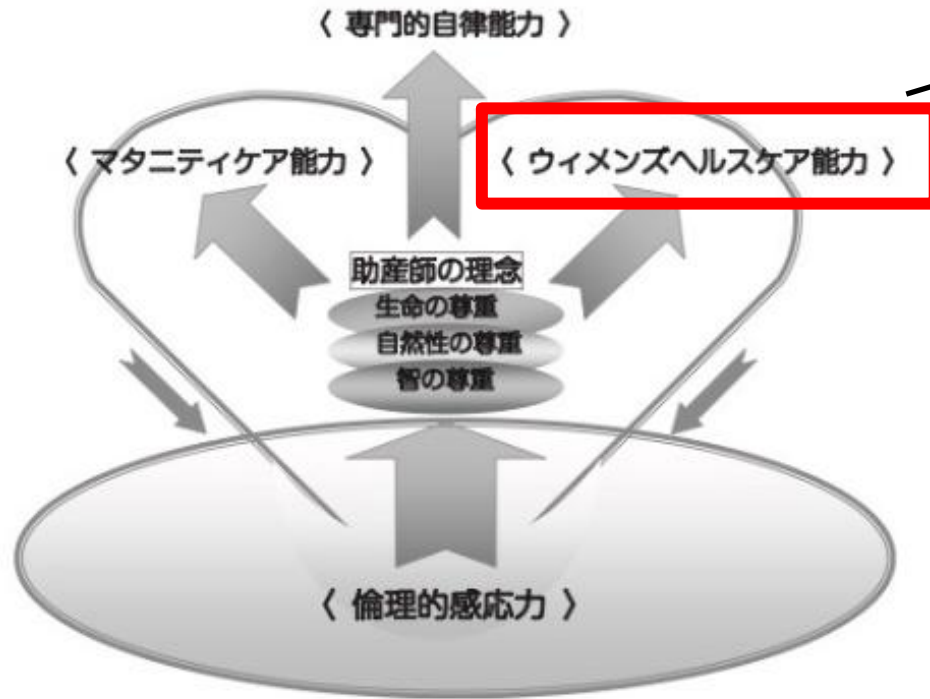 〈 専門的自律能力 〉
〈 マタニティケア能力 〉
〈 ウィメンズヘルスケア能力 〉
助産師の理念
生命の尊重
自然性の尊重
智の尊重
〈 倫理的感応力 〉